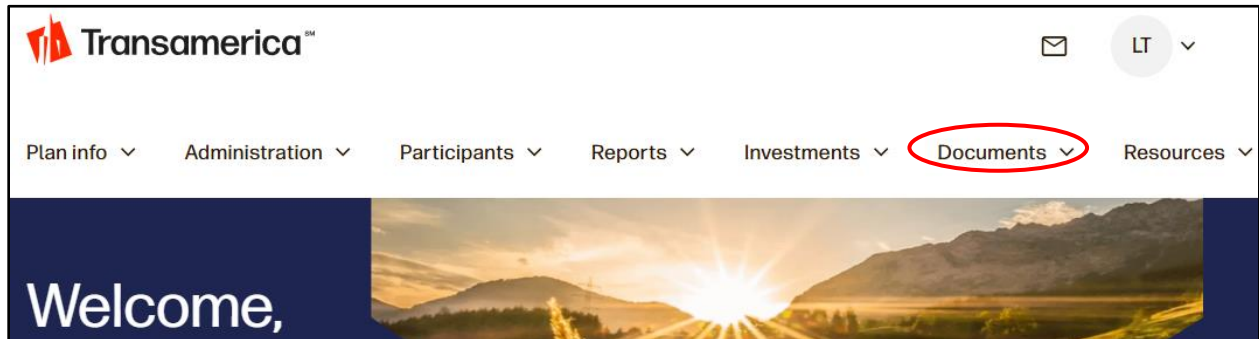 Transamerica℠
LT
Plan info Administration Participants Reports Investments Documents Resources
Welcome,